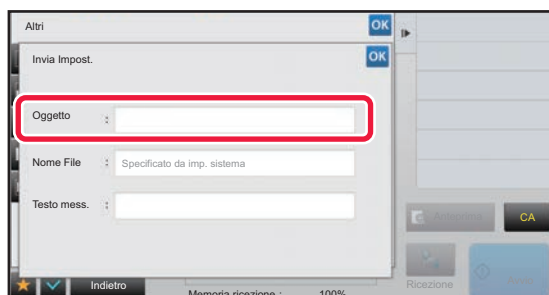 Altri
OK
Invia Impost.
OK
Oggetto :
Nome File : Specificato da imp. sistema
Testo mess. :
CA
Indietro
Memoria ricezione : 100%
Ricezione